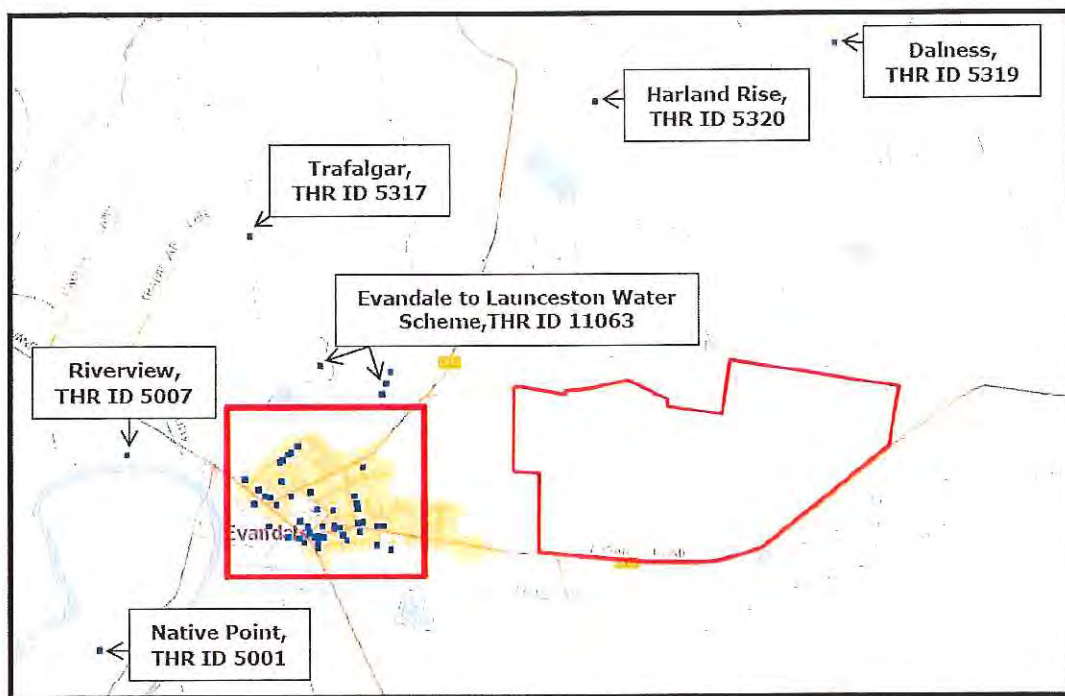 Dalness,
THR ID 5319
Harland Rise,
THR ID 5320
Trafalgar,
THR ID 5317
Evandale to Launceston Water
Scheme,THR ID 11063
Riverview,
THR ID 5007
Evandale
Native Point,
THR ID 5001